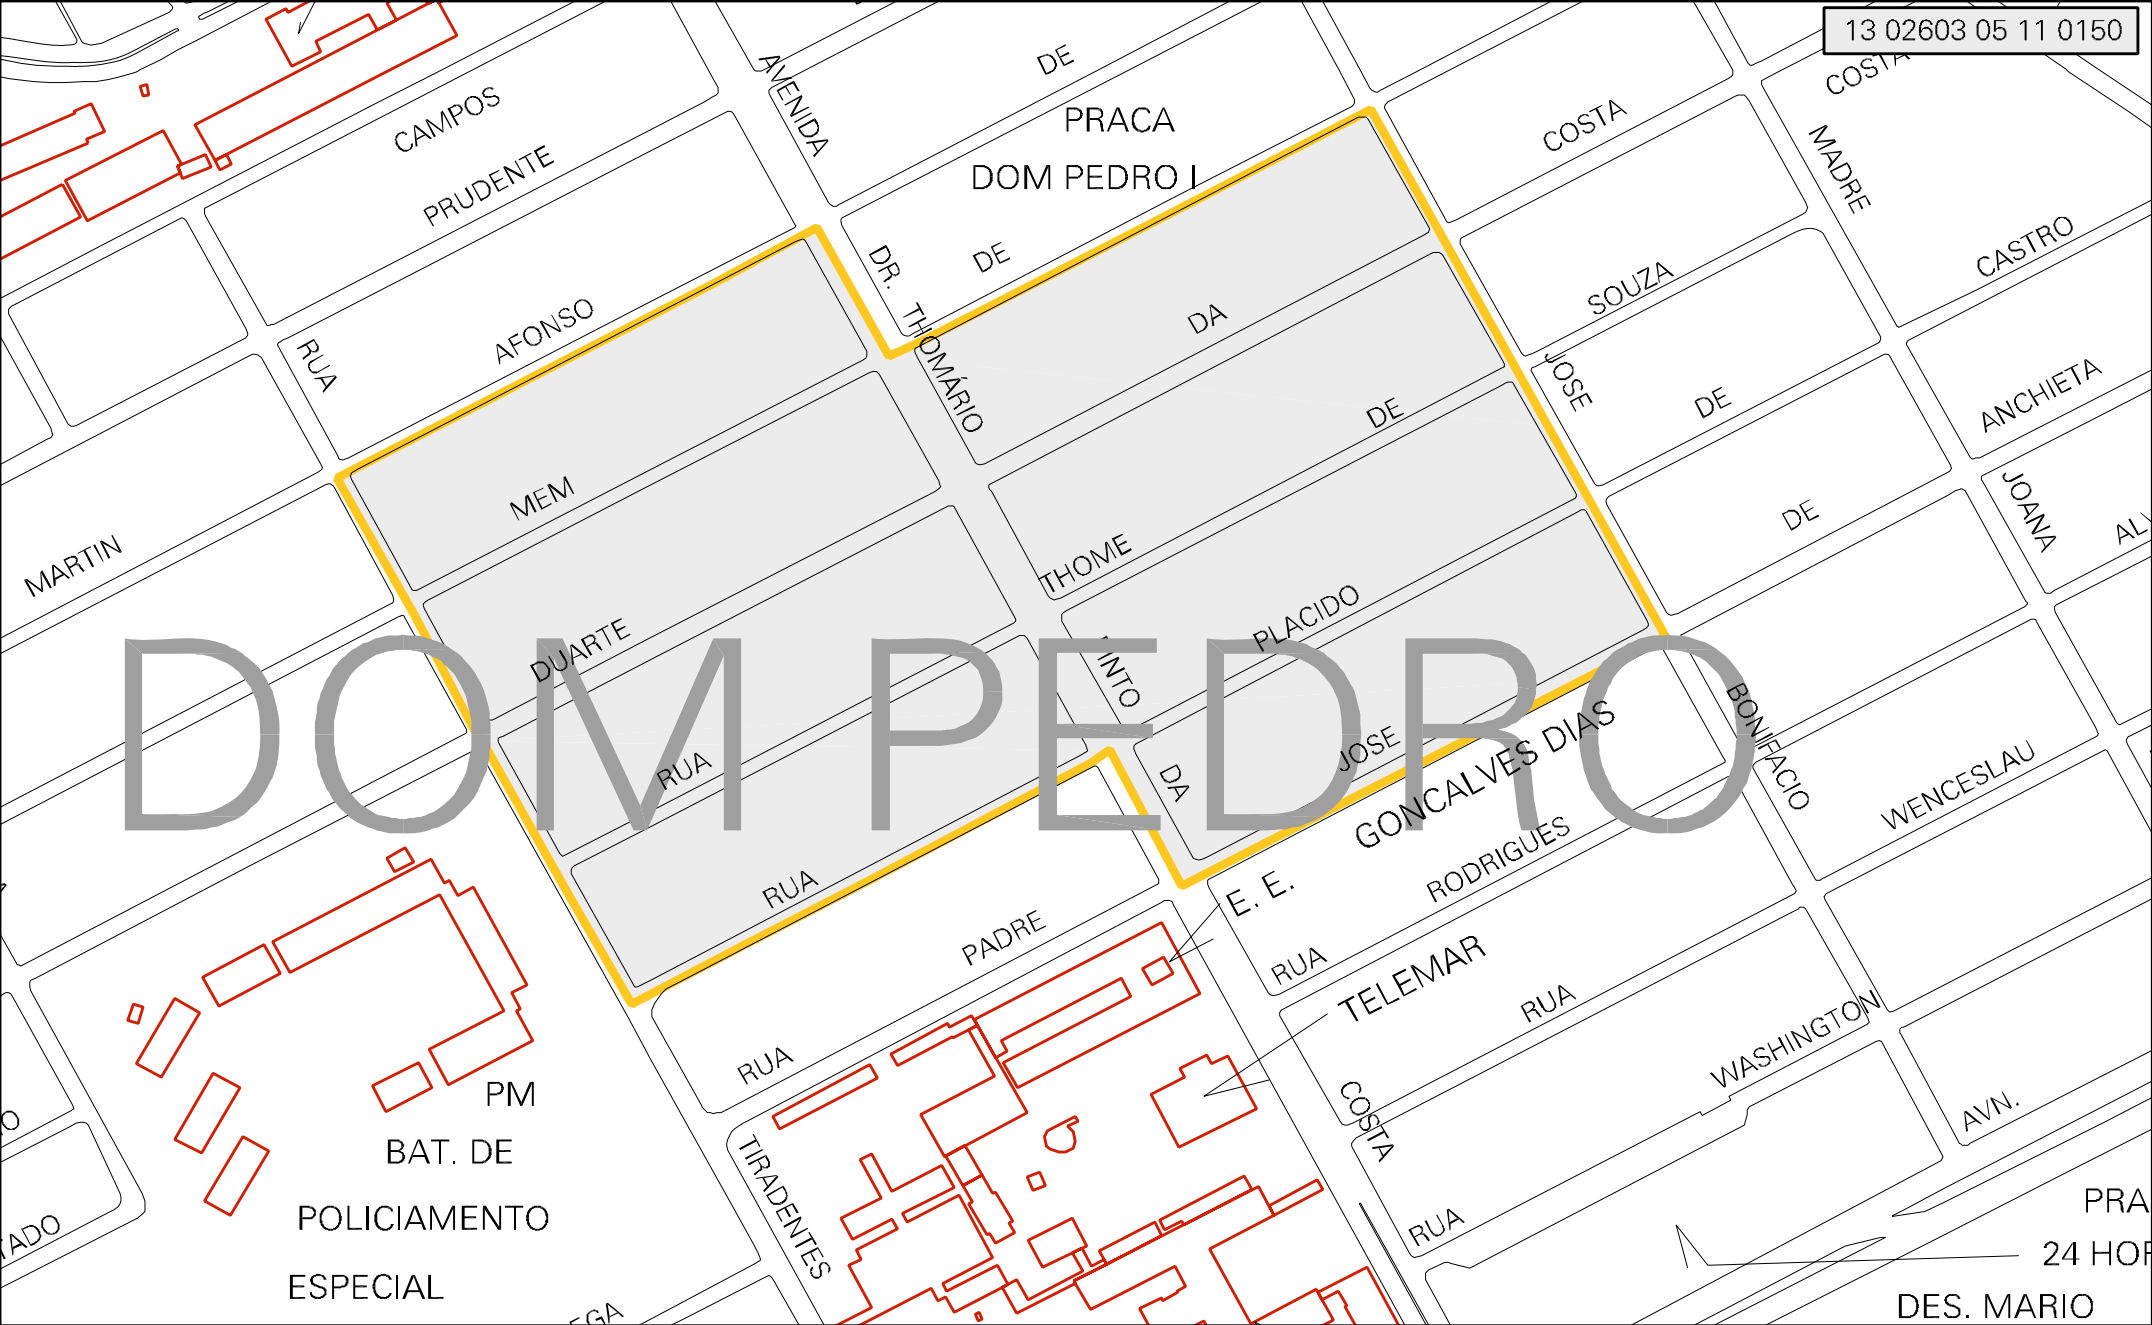 13 02603 05 11 0150
DE
AVENIDA
CAMPOS
PRACA
DOM PEDRO I
COSTA
COSTA
MADRE
PRUDENTE
DR.
DE
CASTRO
SOUZA
AFONSO
THOMÁRIO
DA
RUA
JOSE
DE
DE
ANCHIETA
MEM
JOANA
DE
MARTIN
THOME
PLACIDO
DUARTE
DOM PEDRO
PINTO
BONIFACIO
GONCALVES DIAS
JOSE
RUA
DA
WENCESLAU
RODRIGUES
RUA
E. E.
PADRE
RUA
TELEMAR
RUA
WASHINGTON
RUA
COSTA
AVN.
PM
BAT. DE
POLICIAMENTO
ESPECIAL
TIRADENTES
RUA
24 HOR
DES. MARIO